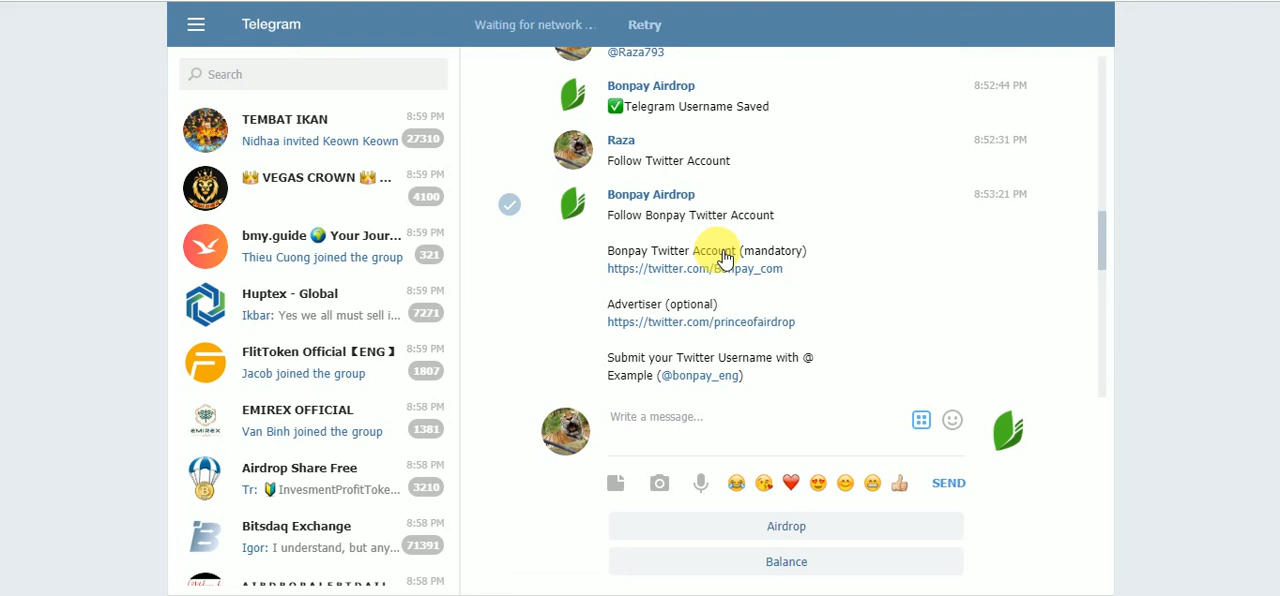 Telegram
Waiting for network ...
Retry
Search
TEMBAT IKAN
8:59 PM
Nidhaa invited Keown Keown
27310
👑 VEGAS CROWN 👑 ...
8:59 PM
4100
bmy.guide 🌍 Your Jour...
8:59 PM
Thieu Cuong joined the group
321
Huptex - Global
8:59 PM
Ikbar: Yes we all must sell i...
7271
FlitToken Official【ENG】
8:59 PM
Jacob joined the group
1807
EMIREX OFFICIAL
8:58 PM
Van Binh joined the group
1381
Airdrop Share Free
8:58 PM
Tr: 🔰 InvesmentProfitToke...
3210
Bitsdaq Exchange
8:58 PM
Igor: I understand, but any...
71391
8:58 PM
@Raza793
Bonpay Airdrop
8:52:44 PM
✅Telegram Username Saved
Raza
8:52:31 PM
Follow Twitter Account
Bonpay Airdrop
8:53:21 PM
Follow Bonpay Twitter Account
Bonpay Twitter Account (mandatory)
https://twitter.com/Bonpay_com
Advertiser (optional)
https://twitter.com/princeofairdrop
Submit your Twitter Username with @
Example (@bonpay_eng)
Write a message...
SEND
Airdrop
Balance
EMIREX